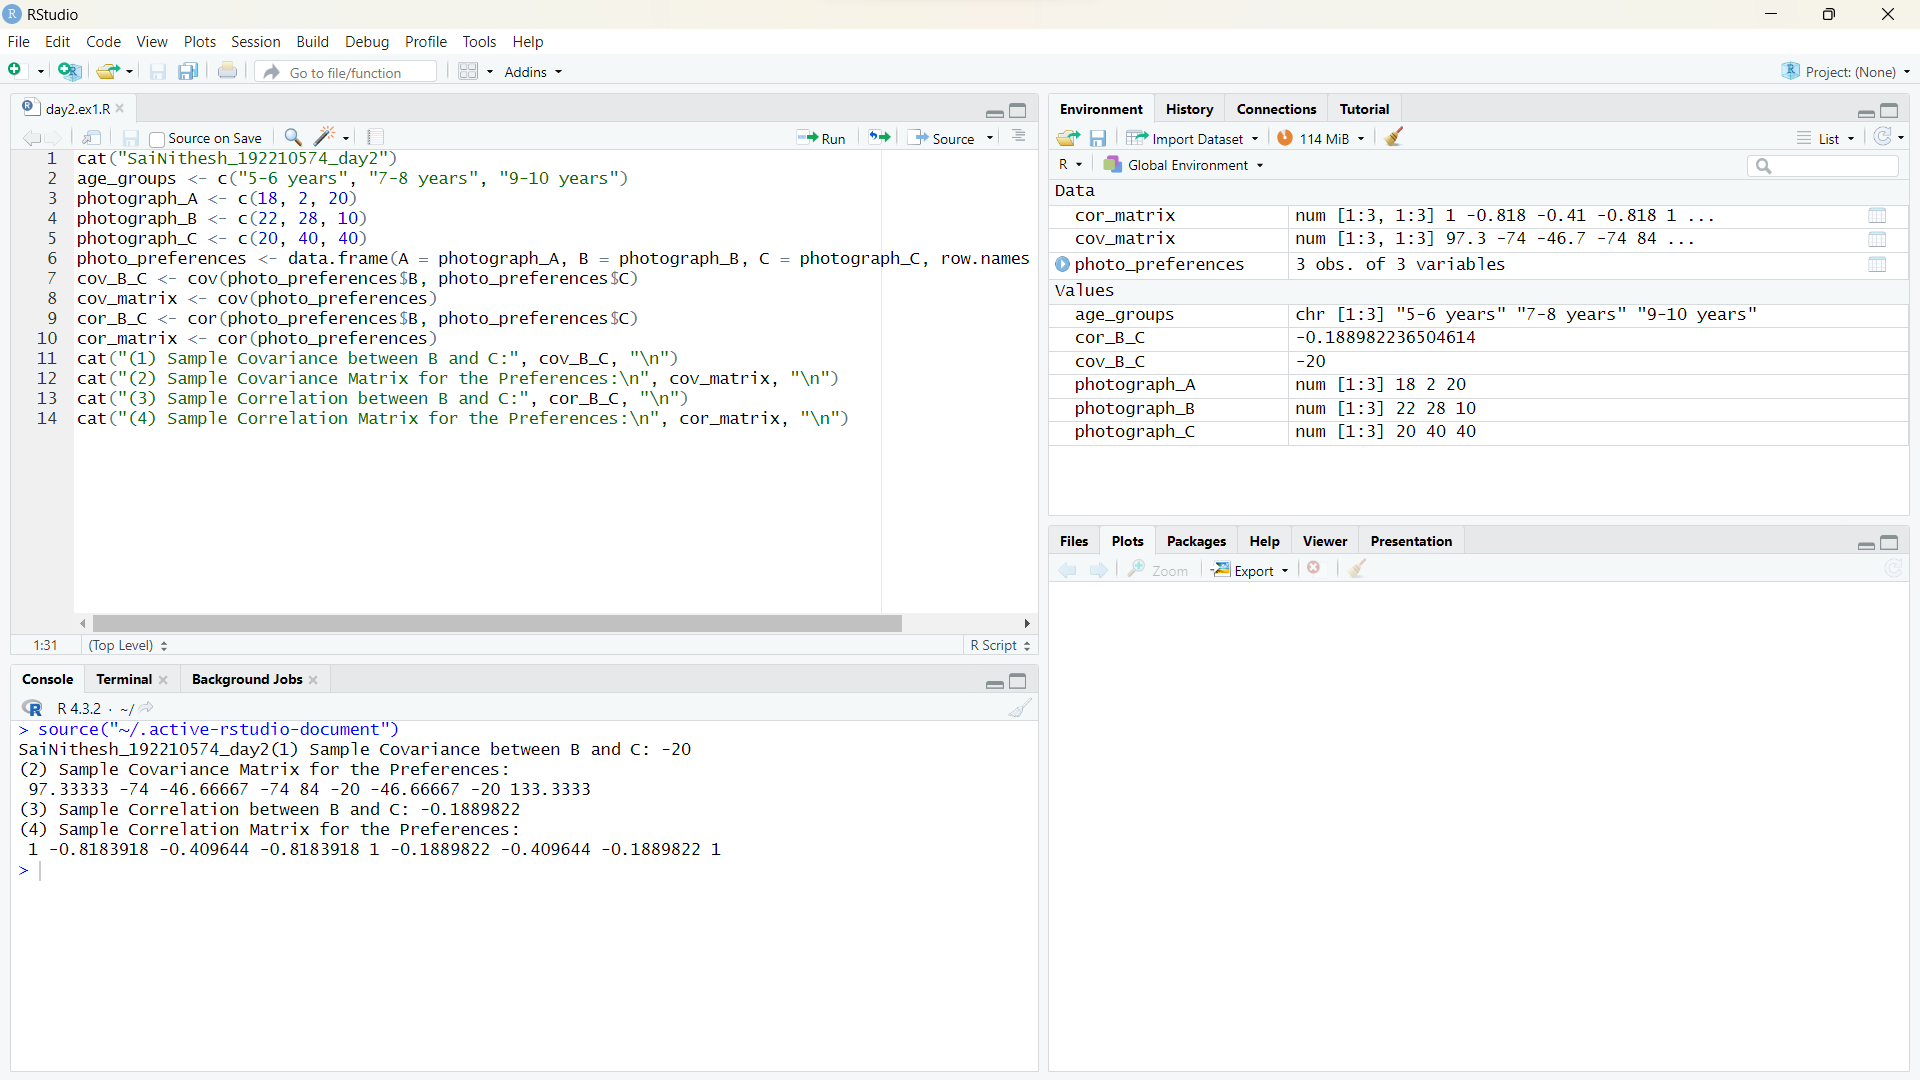 RStudio
File Edit Code View Plots Session Build Debug Profile Tools Help
Go to file/function Addins Project: (None)
day2.ex1.R
Source on Save Run Source
1 cat("SaiNithesh_192210574_day2")
2 age_groups <- c("5-6 years", "7-8 years", "9-10 years")
3 photograph_A <- c(18, 2, 20)
4 photograph_B <- c(22, 28, 10)
5 photograph_C <- c(20, 40, 40)
6 photo_preferences <- data.frame(A = photograph_A, B = photograph_B, C = photograph_C, row.names
7 cov_B_C <- cov(photo_preferences$B, photo_preferences$C)
8 cov_matrix <- cov(photo_preferences)
9 cor_B_C <- cor(photo_preferences$B, photo_preferences$C)
10 cor_matrix <- cor(photo_preferences)
11 cat("(1) Sample Covariance between B and C:", cov_B_C, "\n")
12 cat("(2) Sample Covariance Matrix for the Preferences:\n", cov_matrix, "\n")
13 cat("(3) Sample Correlation between B and C:", cor_B_C, "\n")
14 cat("(4) Sample Correlation Matrix for the Preferences:\n", cor_matrix, "\n")
1:31 (Top Level) R Script
Console Terminal Background Jobs
R 4.3.2 · ~/
> source("~/.active-rstudio-document")
SaiNithesh_192210574_day2(1) Sample Covariance between B and C: -20
(2) Sample Covariance Matrix for the Preferences:
97.33333 -74 -46.66667 -74 84 -20 -46.66667 -20 133.3333
(3) Sample Correlation between B and C: -0.1889822
(4) Sample Correlation Matrix for the Preferences:
1 -0.8183918 -0.409644 -0.8183918 1 -0.1889822 -0.409644 -0.1889822 1
>
Environment History Connections Tutorial
Import Dataset 114 MiB List
R Global Environment
Data
cor_matrix num [1:3, 1:3] 1 -0.818 -0.41 -0.818 1 ...
cov_matrix num [1:3, 1:3] 97.3 -74 -46.7 -74 84 ...
photo_preferences 3 obs. of 3 variables
Values
age_groups chr [1:3] "5-6 years" "7-8 years" "9-10 years"
cor_B_C -0.188982236504614
cov_B_C -20
photograph_A num [1:3] 18 2 20
photograph_B num [1:3] 22 28 10
photograph_C num [1:3] 20 40 40
Files Plots Packages Help Viewer Presentation
Zoom Export